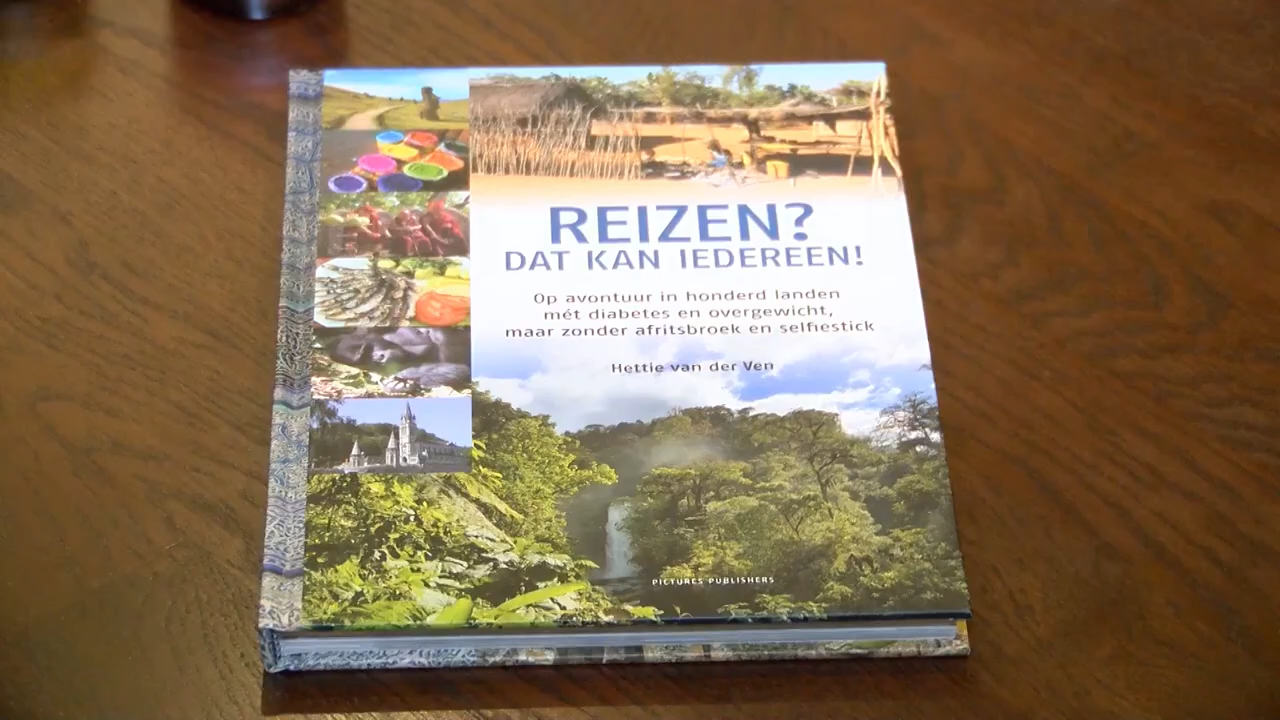 REIZEN?
DAT KAN IEDEREEN!
Op avontuur in honderd landen
mét diabetes en overgewicht,
maar zonder afritsbroek en selfiestick
Hettie van der Ven
PICTURES PUBLISHERS